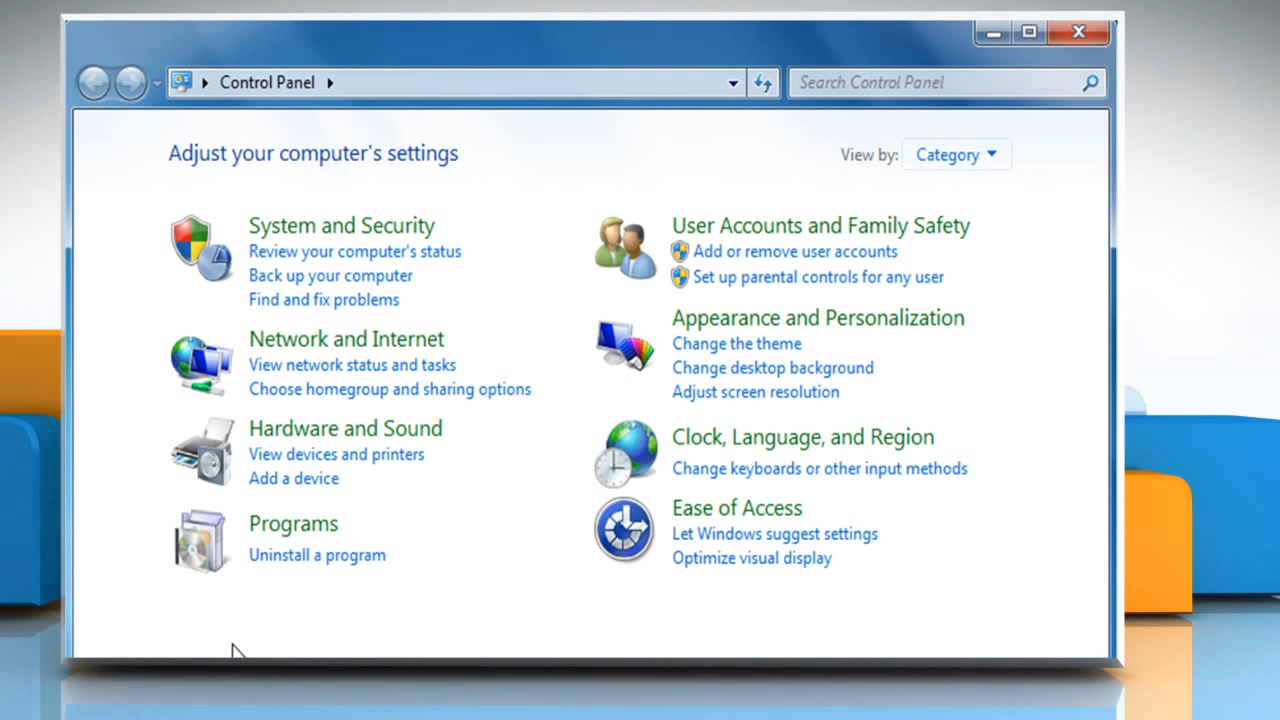 Control Panel
Search Control Panel
Adjust your computer's settings
View by: Category
System and Security
Review your computer's status
Back up your computer
Find and fix problems
Network and Internet
View network status and tasks
Choose homegroup and sharing options
Hardware and Sound
View devices and printers
Add a device
Programs
Uninstall a program
User Accounts and Family Safety
Add or remove user accounts
Set up parental controls for any user
Appearance and Personalization
Change the theme
Change desktop background
Adjust screen resolution
Clock, Language, and Region
Change keyboards or other input methods
Ease of Access
Let Windows suggest settings
Optimize visual display